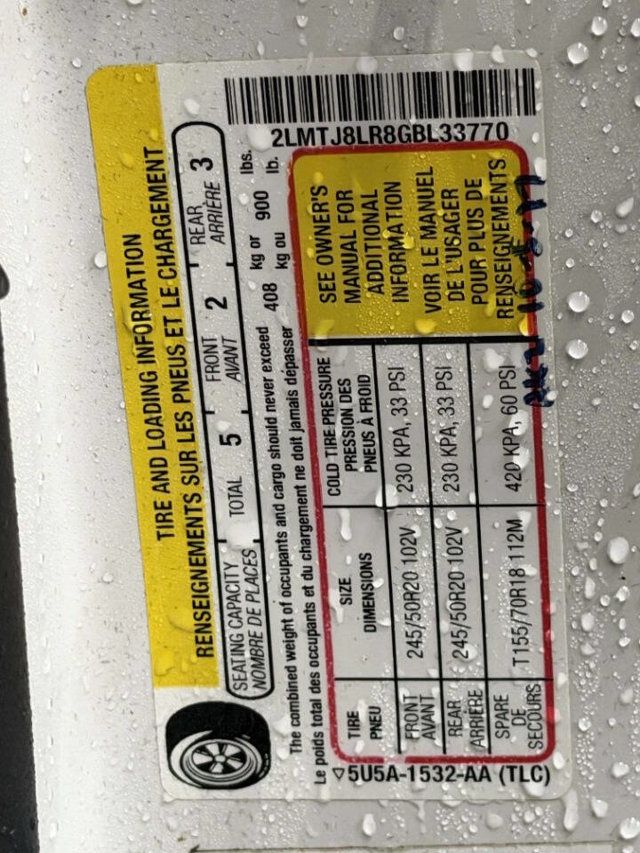 TIRE AND LOADING INFORMATION
RENSEIGNEMENTS SUR LES PNEUS ET LE CHARGEMENT
SEATING CAPACITY
NOMBRE DE PLACES
TOTAL 5
FRONT
AVANT 2
REAR
ARRIÈRE 3
The combined weight of occupants and cargo should never exceed 408 kg or 900 lbs.
Le poids total des occupants et du chargement ne doit jamais dépasser kg ou lb.
2LMTJ8LR8GBL33770
TIRE
PNEU
SIZE
DIMENSIONS
COLD TIRE PRESSURE
PRESSION DES
PNEUS À FROID
FRONT
AVANT
245/50R20 102V
230 KPA, 33 PSI
REAR
ARRIÈRE
245/50R20 102V
230 KPA, 33 PSI
SPARE
DE
SECOURS
T155/70R18 112M
420 KPA, 60 PSI
SEE OWNER'S
MANUAL FOR
ADDITIONAL
INFORMATION
VOIR LE MANUEL
DE L'USAGER
POUR PLUS DE
RENSEIGNEMENTS
5U5A-1532-AA (TLC)